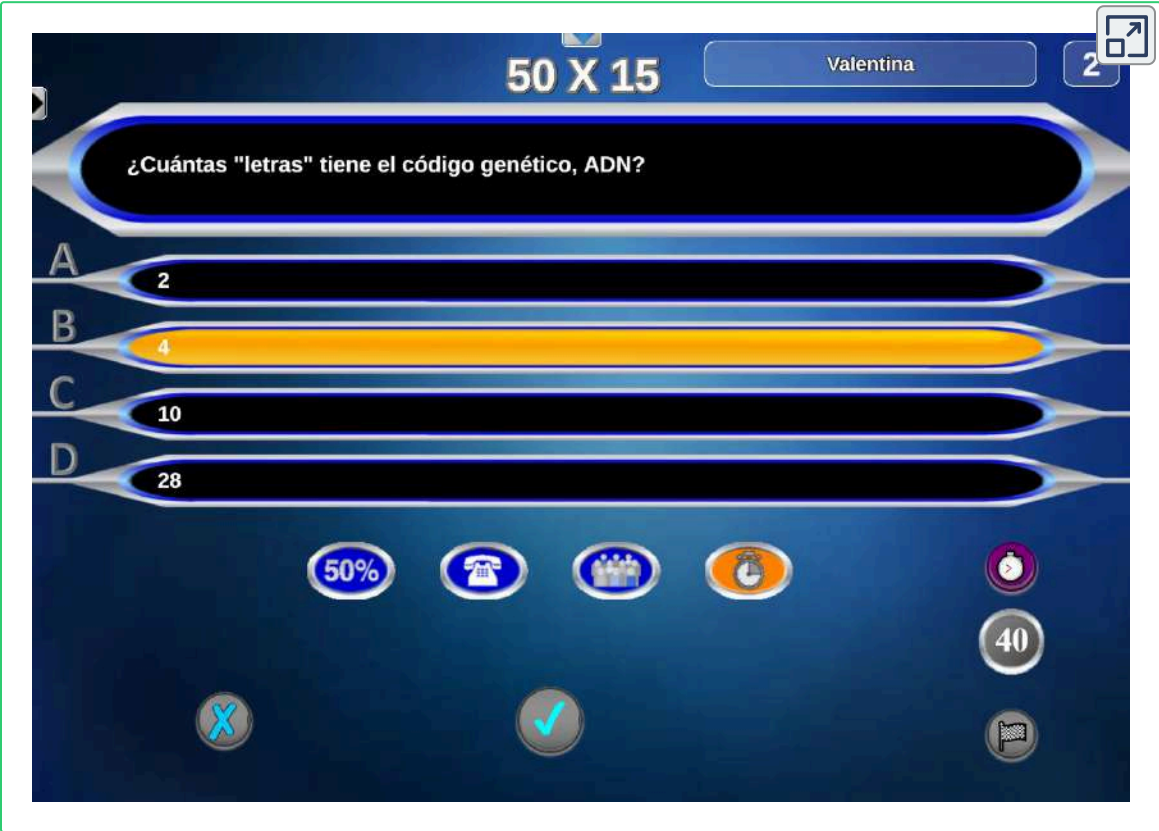 50 X 15
Valentina
2
¿Cuántas "letras" tiene el código genético, ADN?
A
2
B
4
C
10
D
28
50%
40